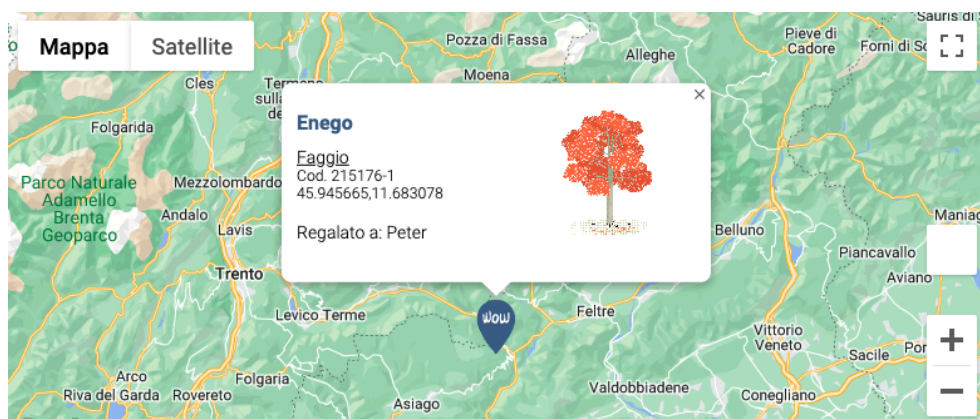 Mappa
Satellite
Pozza di Fassa
Alleghe
Pieve di
Cadore
Sauris di
Forni di So
Moena
Cles
Folgarida
Parco Naturale
Adamello
Brenta
Geoparco
Mezzolombardo
Andalo
Lavis
Trento
Levico Terme
Enego
Faggio
Cod. 215176-1
45.945665,11.683078
Regalato a: Peter
×
wow
Belluno
Maniag
Piancavallo
Aviano
Feltre
Vittorio
Veneto
Sacile
Por
Arco
Riva del Garda
Rovereto
Folgaria
Asiago
Valdobbiadene
Conegliano
+
−